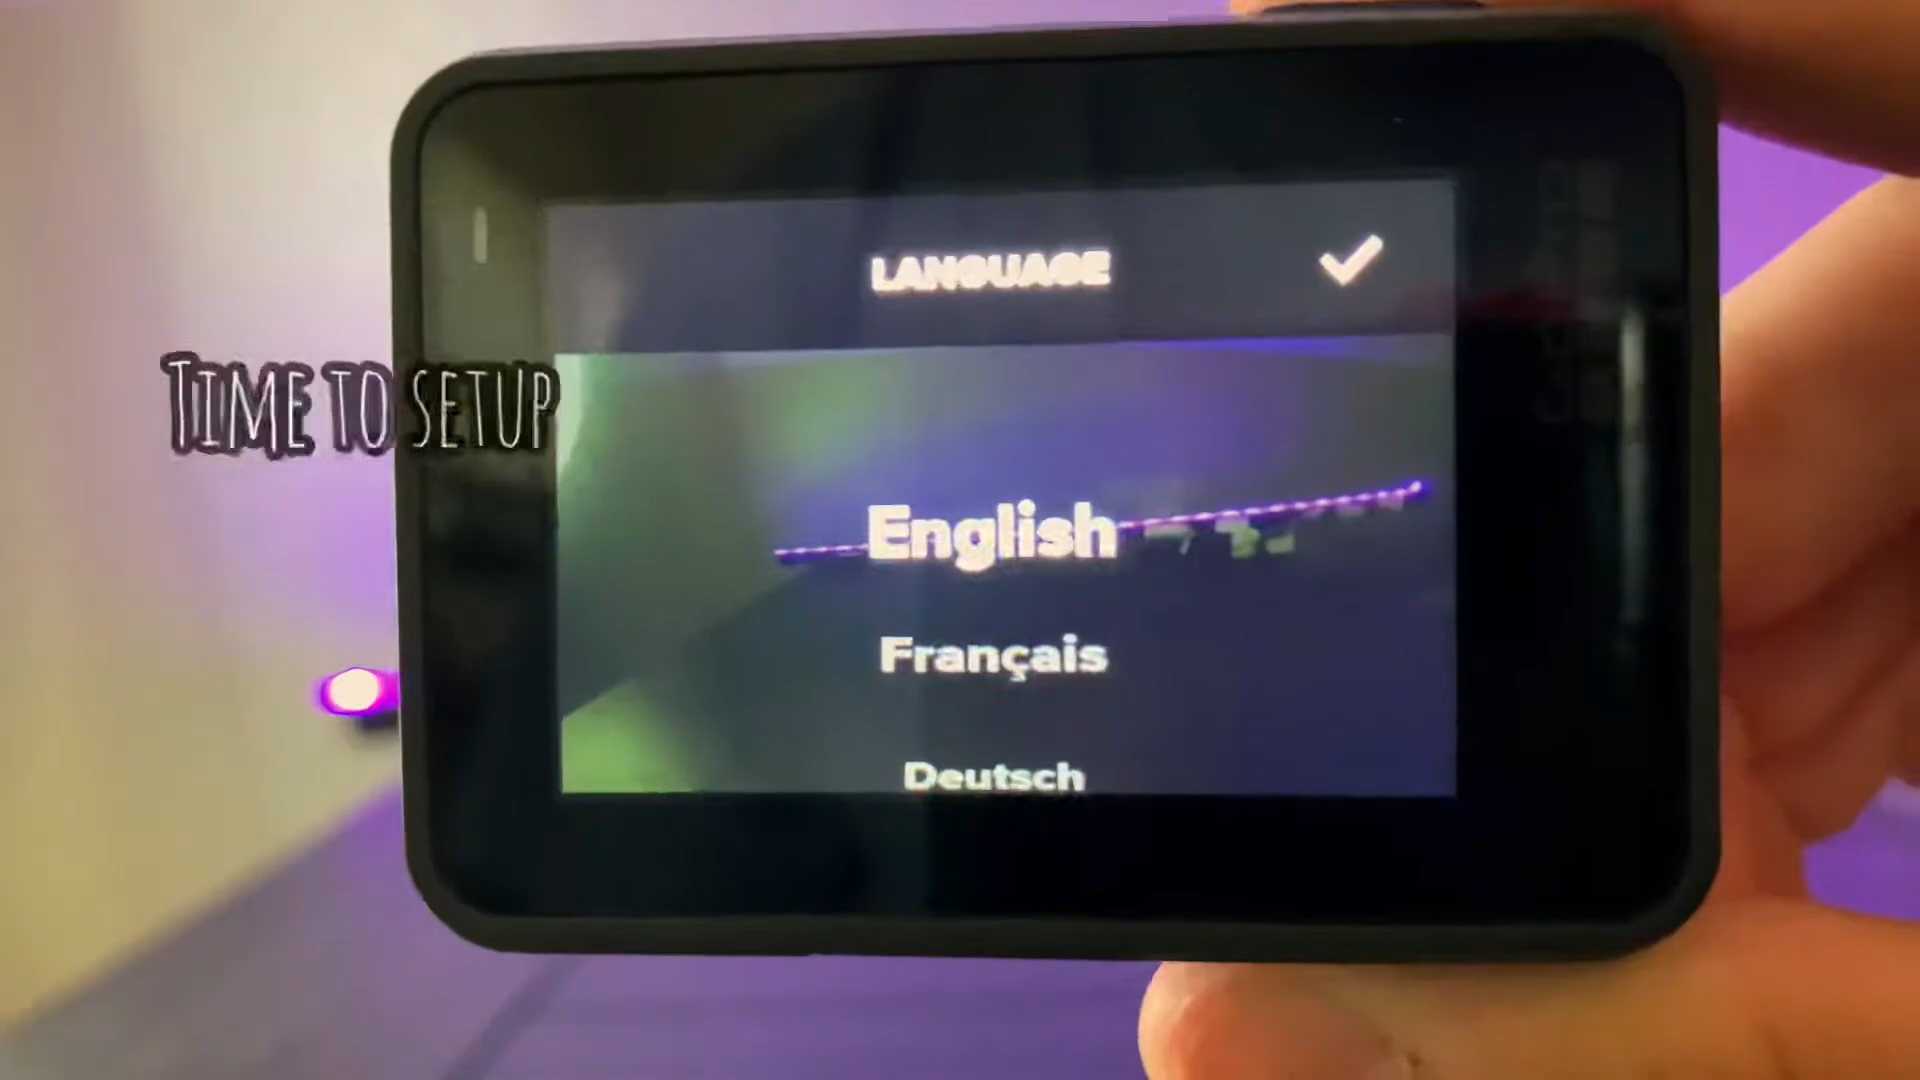 LANGUAGE
TIME TO SETUP
English
Français
Deutsch